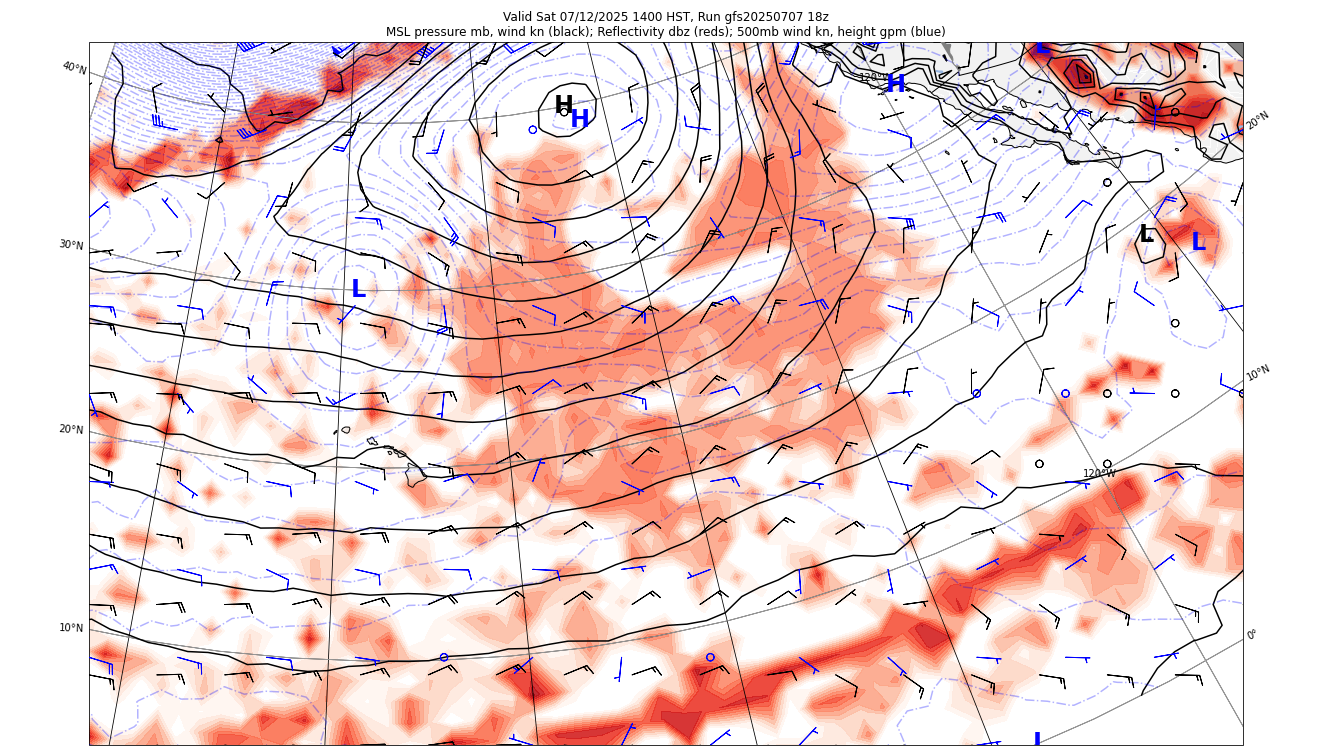 Valid Sat 07/12/2025 1400 HST, Run gfs20250707 18z
MSL pressure mb, wind kn (black); Reflectivity dbz (reds); 500mb wind kn, height gpm (blue)
L
40°N
120°W
H
H
H
20°N
30°N
L
L
L
10°N
20°N
120°W
10°N
0°
L